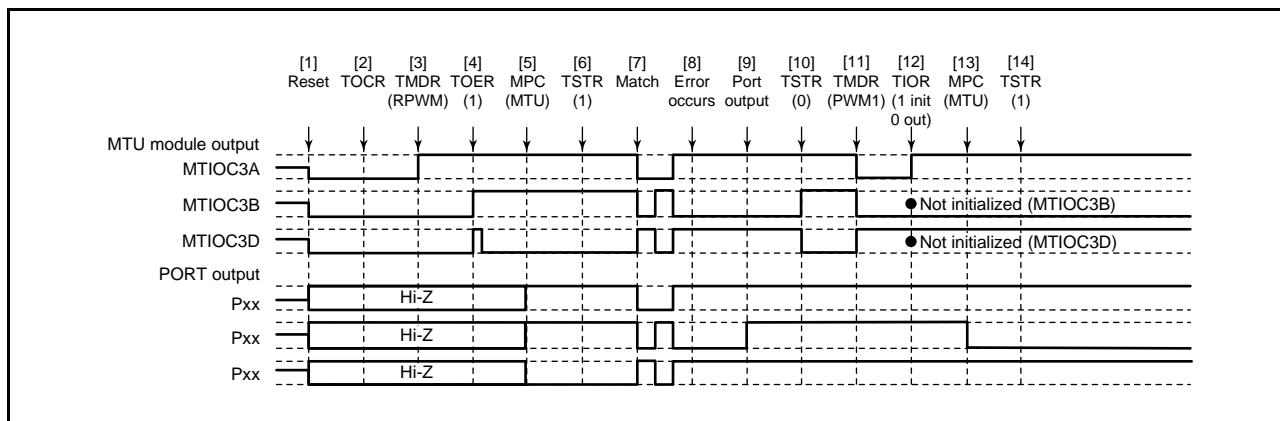 [1] [2] [3] [4] [5] [6] [7] [8] [9] [10] [11] [12] [13] [14]
Reset TOCR TMDR TOER MPC TSTR Match Error Port TSTR TMDR TIOR MPC TSTR
(RPWM) (1) (MTU) (1) occurs output (0) (PWM1) (1 init (MTU) (1)
0 out)
MTU module output
MTIOC3A
MTIOC3B ● Not initialized (MTIOC3B)
MTIOC3D ● Not initialized (MTIOC3D)
PORT output
Pxx Hi-Z
Pxx Hi-Z
Pxx Hi-Z